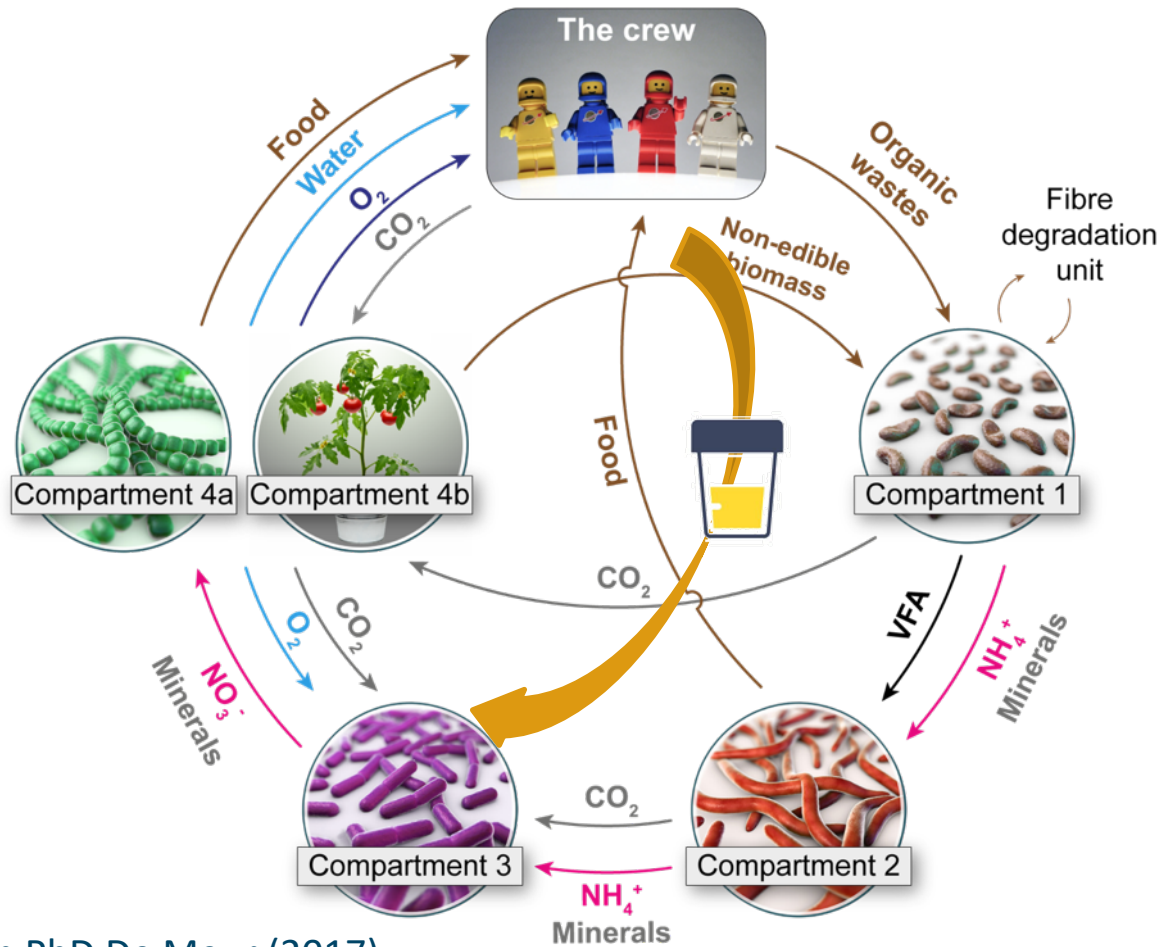 The crew
Food
Water
O₂
CO₂
Organic
wastes
Non-edible
biomass
Fibre
degradation
unit
Food
Compartment 4a
Compartment 4b
Compartment 1
CO₂
O₂
CO₂
NO₃⁻
Minerals
VFA
NH₄⁺
Minerals
CO₂
Compartment 3
Compartment 2
NH₄⁺
Minerals
PhD De
(2017)